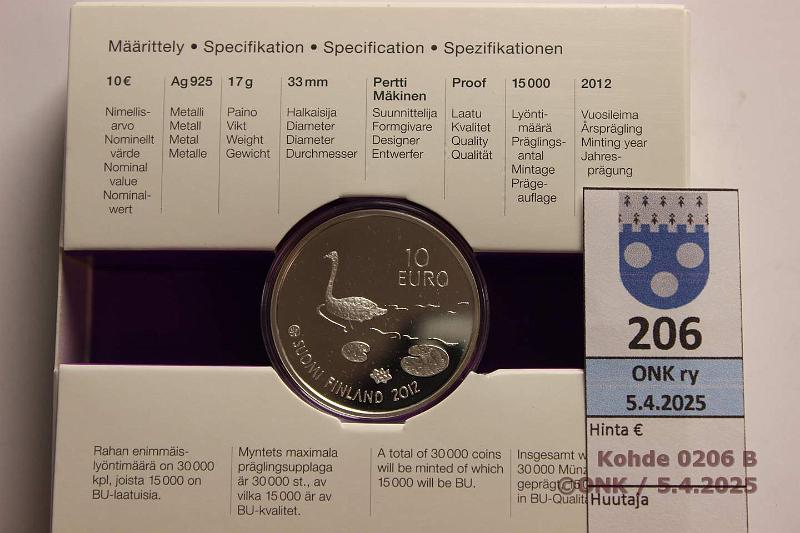 Määrittely • Specifikation • Specification • Spezifikationen
10 €
Nimellis-
arvo
Nominellt
värde
Nominal
value
Nominal-
wert
Ag 925
Metalli
Metall
Metal
Metalle
17 g
Paino
Vikt
Weight
Gewicht
33 mm
Halkaisija
Diameter
Diameter
Durchmesser
Pertti
Mäkinen
Suunnittelija
Formgivare
Designer
Entwerfer
Proof
Laatu
Kvalitet
Quality
Qualität
15 000
Lyönti-
määrä
Präglings-
antal
Mintage
Präge-
auflage
2012
Vuosileima
Årsprägling
Minting year
Jahres-
prägung
10
EURO
SUOMI FINLAND 2012
206
ONK ry
5.4.2025
Hinta €
Kohde 0206 B
©ONK / 5.4.2025
Huutaja
Rahan enimmäis-
lyöntimäärä on 30 000
kpl, joista 15 000 on
BU-laatuisia.
Myntets maximala
präglingsupplaga
är 30 000 st., av
vilka 15 000 är av
BU-kvalitet.
A total of 30 000 coins
will be minted of which
15 000 will be BU.
Insgesamt w
30 000 Münz
geprägt,
in BU-Qualit